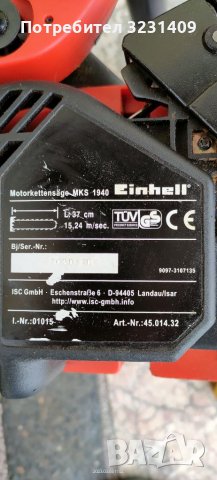 Потребител 3231409
Motorkettensäge MKS 1940
Einhell
L 37 cm
15,24 m/sec.
TÜV
GS
CE
Bj/Ser.-Nr.:
9097-3107135
ISC GmbH · Eschenstraße 6 · D-94405 Landau/Isar
http://www.isc-gmbh.info
I.-Nr.:01015
Art.-Nr.:45.014.32
BAZAR